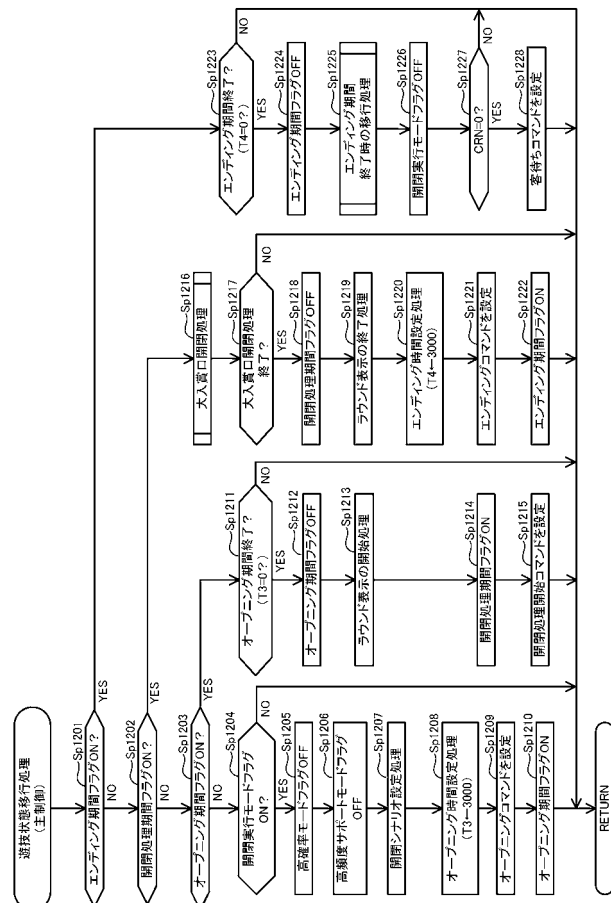 遊技状態移行処理
(主制御)
Sp1201
エンディング期間フラグON?
YES
NO
Sp1202
開閉処理期間フラグON?
YES
NO
Sp1203
オープニング期間フラグON?
YES
NO
Sp1204
開閉実行モードフラグ
ON?
NO
YES
Sp1205
高確率モードフラグOFF
Sp1206
高頻度サポートモードフラグ
OFF
Sp1207
開閉シナリオ設定処理
Sp1208
オープニング時間設定処理
(T3←3000)
Sp1209
オープニングコマンドを設定
Sp1210
オープニング期間フラグON
RETURN
Sp1211
オープニング期間終了?
(T3=0?)
NO
YES
Sp1212
オープニング期間フラグOFF
Sp1213
ラウンド表示の開始処理
Sp1214
開閉処理期間フラグON
Sp1215
開閉処理開始コマンドを設定
Sp1216
大入賞口開閉処理
Sp1217
大入賞口開閉処理
終了?
NO
YES
Sp1218
開閉処理期間フラグOFF
Sp1219
ラウンド表示の終了処理
Sp1220
エンディング時間設定処理
(T4←3000)
Sp1221
エンディングコマンドを設定
Sp1222
エンディング期間フラグON
Sp1223
エンディング期間終了?
(T4=0?)
NO
YES
Sp1224
エンディング期間フラグOFF
Sp1225
エンディング期間
終了時の移行処理
Sp1226
開閉実行モードフラグOFF
Sp1227
CRN=0?
NO
YES
Sp1228
客待ちコマンドを設定